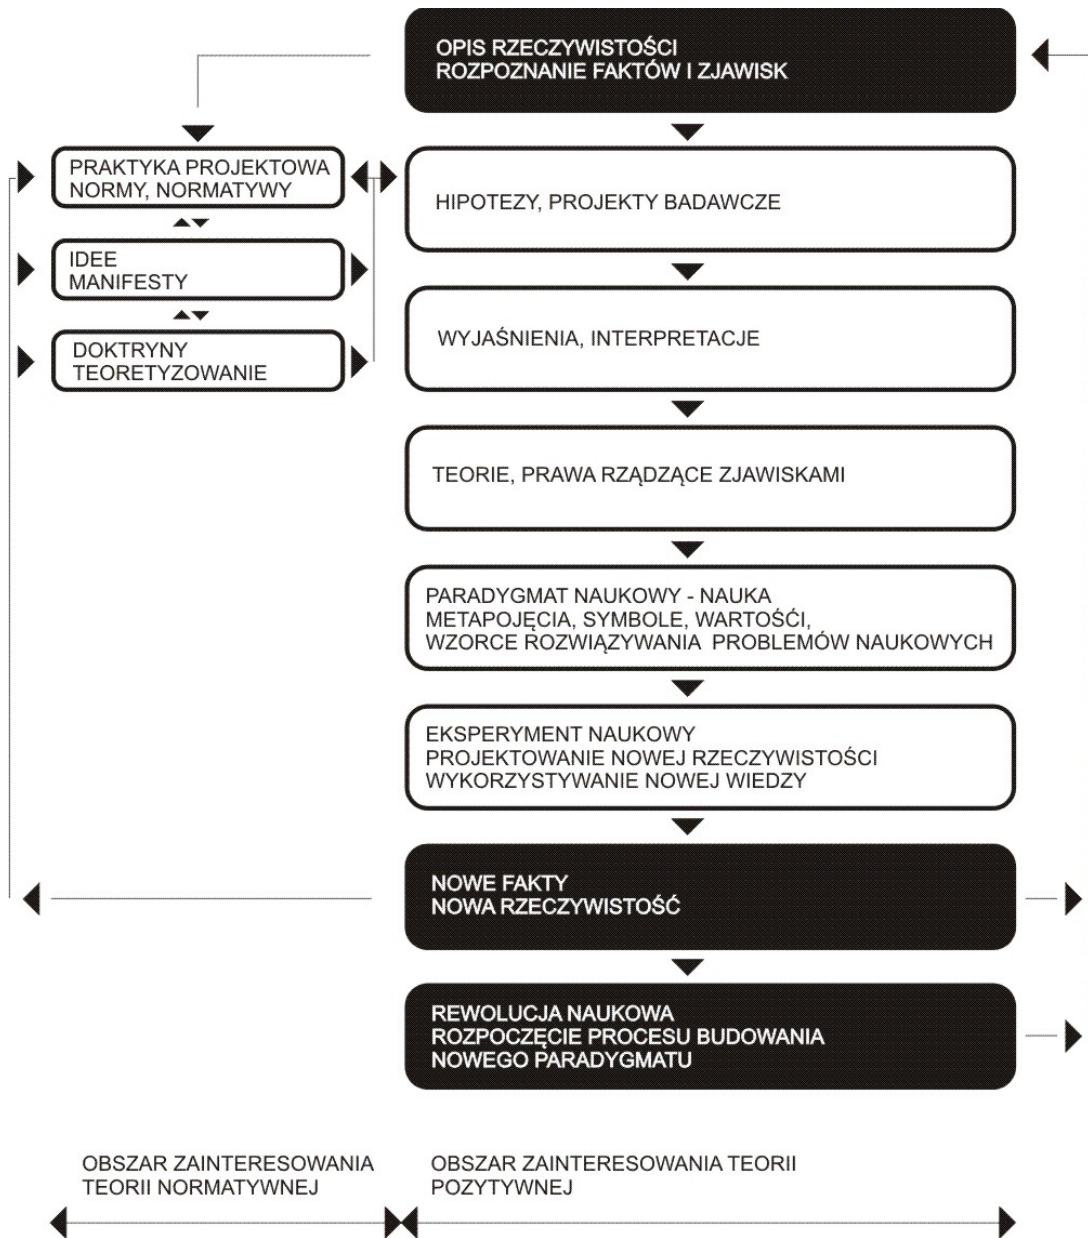 OPIS RZECZYWISTOŚCI
ROZPOZNANIE FAKTÓW I ZJAWISK
PRAKTYKA PROJEKTOWA
NORMY, NORMATYWY
IDEE
MANIFESTY
DOKTRYNY
TEORETYZOWANIE
HIPOTEZY, PROJEKTY BADAWCZE
WYJAŚNIENIA, INTERPRETACJE
TEORIE, PRAWA RZĄDZĄCE ZJAWISKAMI
PARADYGMAT NAUKOWY - NAUKA
METAPOJĘCIA, SYMBOLE, WARTOŚĆI,
WZORCE ROZWIĄZYWANIA PROBLEMÓW NAUKOWYCH
EKSPERYMENT NAUKOWY
PROJEKTOWANIE NOWEJ RZECZYWISTOŚCI
WYKORZYSTYWANIE NOWEJ WIEDZY
NOWE FAKTY
NOWA RZECZYWISTOŚĆ
REWOLUCJA NAUKOWA
ROZPOCZĘCIE PROCESU BUDOWANIA
NOWEGO PARADYGMATU
OBSZAR ZAINTERESOWANIA
TEORII NORMATYWNEJ
OBSZAR ZAINTERESOWANIA TEORII
POZYTYWNEJ